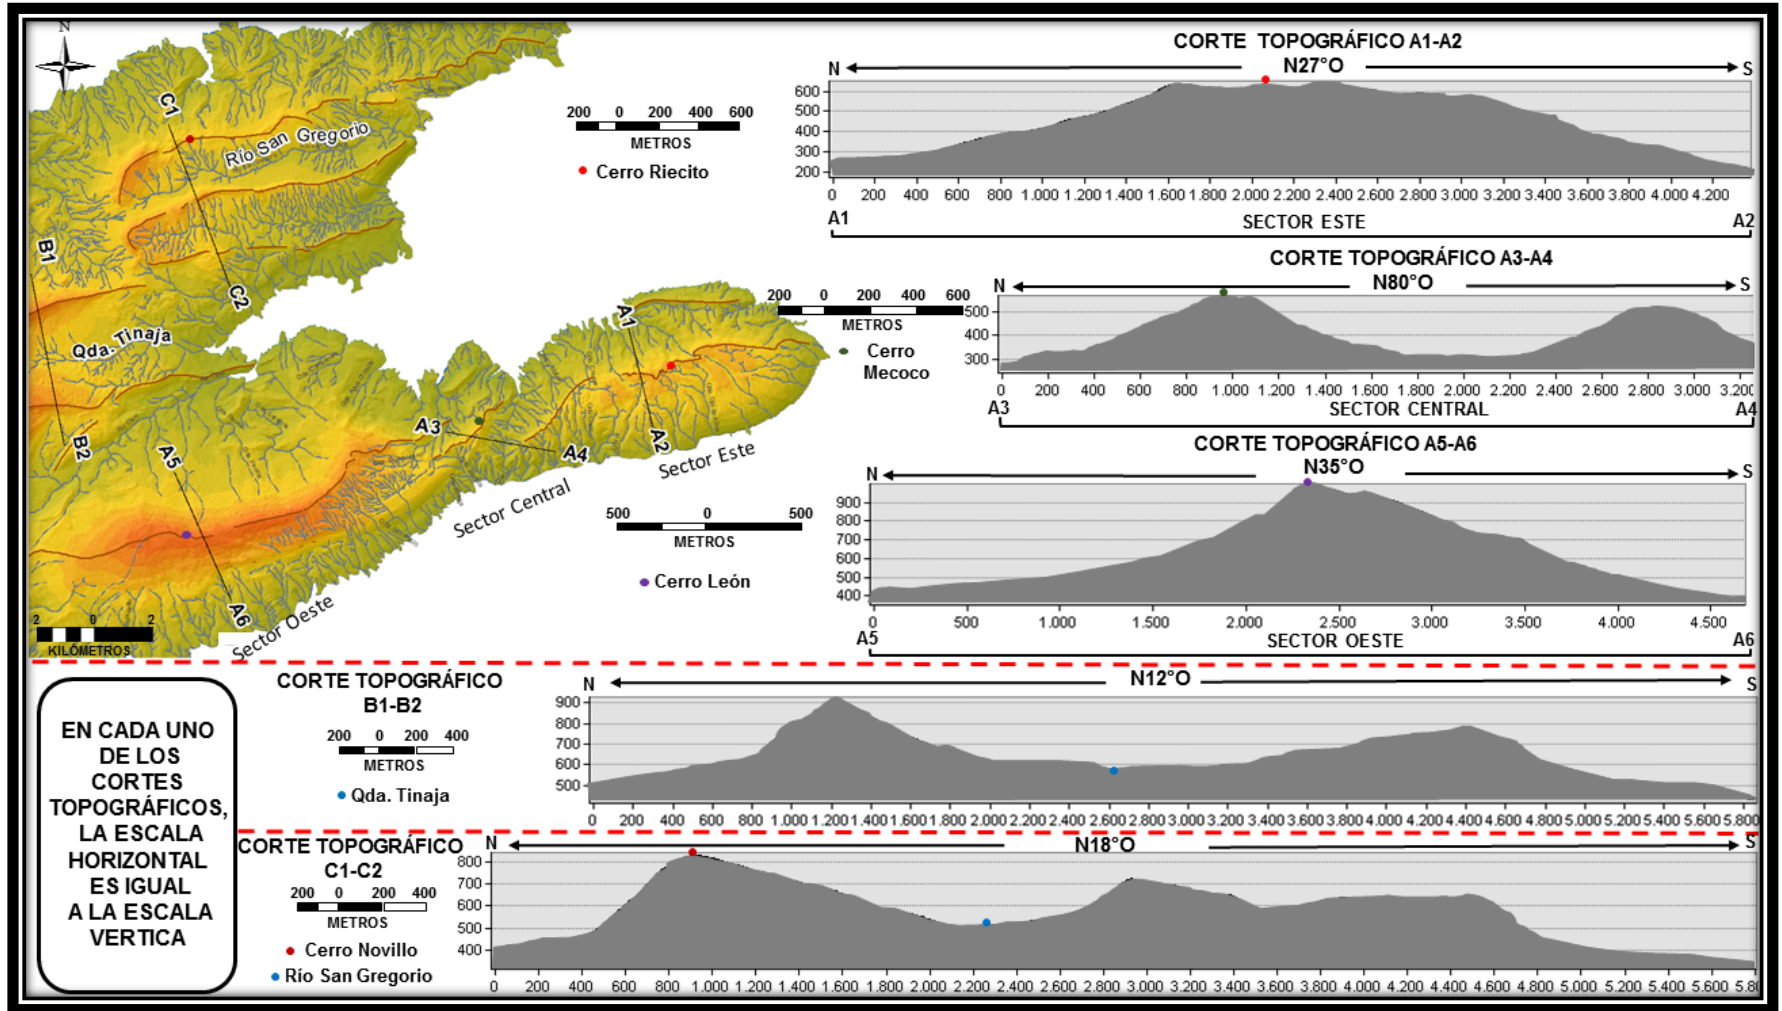 N
C1
Río San Gregorio
B1
C2
Qda. Tinaja
B2
A1
A3
A4
A2
A5
A6
Sector Este
Sector Central
Sector Oeste
2 0 2
KILÓMETROS
200 0 200 400 600
METROS
Cerro Riecito
200 0 200 400 600
METROS
Cerro
Mecoco
500 0 500
METROS
Cerro León
CORTE TOPOGRÁFICO A1-A2
N N27°O S
600
500
400
300
200
0 200 400 600 800 1.000 1.200 1.400 1.600 1.800 2.000 2.200 2.400 2.600 2.800 3.000 3.200 3.400 3.600 3.800 4.000 4.200
A1 SECTOR ESTE A2
CORTE TOPOGRÁFICO A3-A4
N N80°O S
500
400
300
0 200 400 600 800 1.000 1.200 1.400 1.600 1.800 2.000 2.200 2.400 2.600 2.800 3.000 3.200
A3 SECTOR CENTRAL A4
CORTE TOPOGRÁFICO A5-A6
N N35°O S
900
800
700
600
500
400
0 500 1.000 1.500 2.000 2.500 3.000 3.500 4.000 4.500
A5 SECTOR OESTE A6
EN CADA UNO
DE LOS
CORTES
TOPOGRÁFICOS,
LA ESCALA
HORIZONTAL
ES IGUAL
A LA ESCALA
VERTICA
CORTE TOPOGRÁFICO
B1-B2
200 0 200 400
METROS
Qda. Tinaja
N N12°O S
900
800
700
600
500
0 200 400 600 800 1.000 1.200 1.400 1.600 1.800 2.000 2.200 2.400 2.600 2.800 3.000 3.200 3.400 3.600 3.800 4.000 4.200 4.400 4.600 4.800 5.000 5.200 5.400 5.600 5.800
CORTE TOPOGRÁFICO
C1-C2
200 0 200 400
METROS
Cerro Novillo
Río San Gregorio
N N18°O S
800
700
600
500
400
0 200 400 600 800 1.000 1.200 1.400 1.600 1.800 2.000 2.200 2.400 2.600 2.800 3.000 3.200 3.400 3.600 3.800 4.000 4.200 4.400 4.600 4.800 5.000 5.200 5.400 5.600 5.8